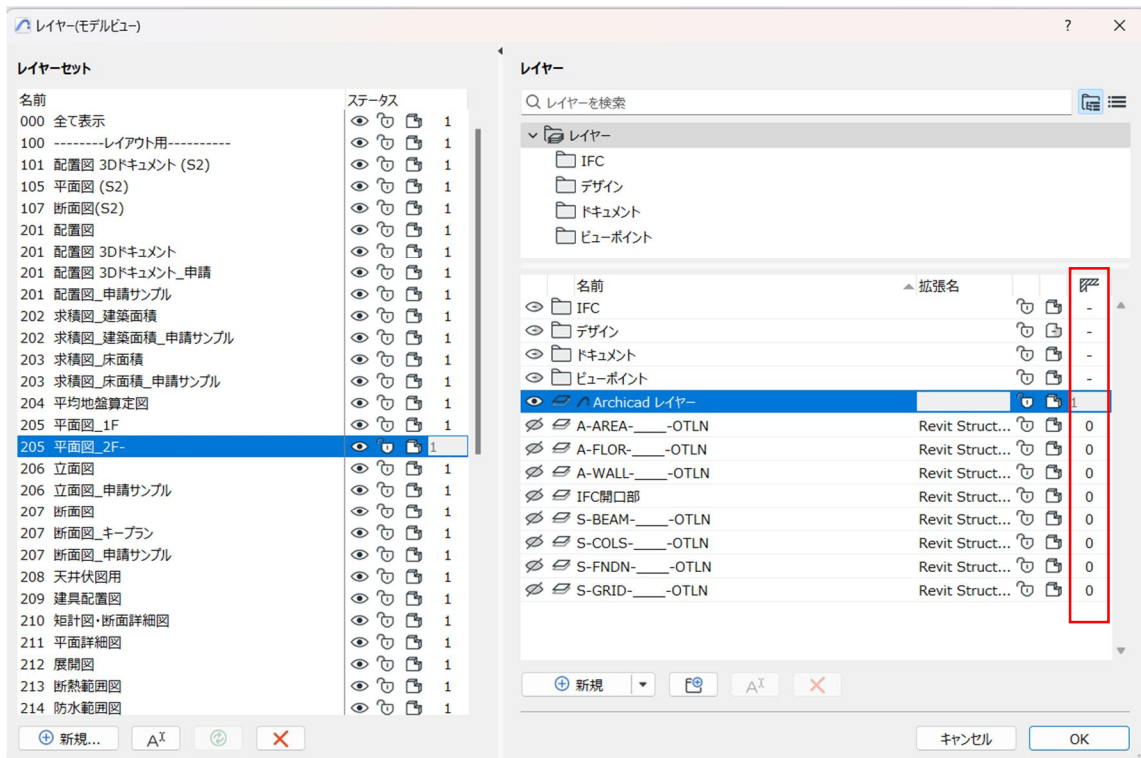 レイヤー(モデルビュー)
?
レイヤーセット
名前 ステータス
000 全て表示 1
100 --------レイアウト用---------- 1
101 配置図 3Dドキュメント (S2) 1
105 平面図 (S2) 1
107 断面図(S2) 1
201 配置図 1
201 配置図 3Dドキュメント 1
201 配置図 3Dドキュメント_申請 1
201 配置図_申請サンプル 1
202 求積図_建築面積 1
202 求積図_建築面積_申請サンプル 1
203 求積図_床面積 1
203 求積図_床面積_申請サンプル 1
204 平均地盤算定図 1
205 平面図_1F 1
205 平面図_2F- 1
206 立面図 1
206 立面図_申請サンプル 1
207 断面図 1
207 断面図_キープラン 1
207 断面図_申請サンプル 1
208 天井伏図用 1
209 建具配置図 1
210 矩計図・断面詳細図 1
211 平面詳細図 1
212 展開図 1
213 断熱範囲図 1
214 防水範囲図 1
新規...
レイヤー
レイヤーを検索
レイヤー
IFC
デザイン
ドキュメント
ビューポイント
名前 拡張名
IFC -
デザイン -
ドキュメント -
ビューポイント -
Archicad レイヤー 1
A-AREA-____-OTLN Revit Struct... 0
A-FLOR-____-OTLN Revit Struct... 0
A-WALL-____-OTLN Revit Struct... 0
IFC開口部 Revit Struct... 0
S-BEAM-____-OTLN Revit Struct... 0
S-COLS-____-OTLN Revit Struct... 0
S-FNDN-____-OTLN Revit Struct... 0
S-GRID-____-OTLN Revit Struct... 0
新規
キャンセル OK